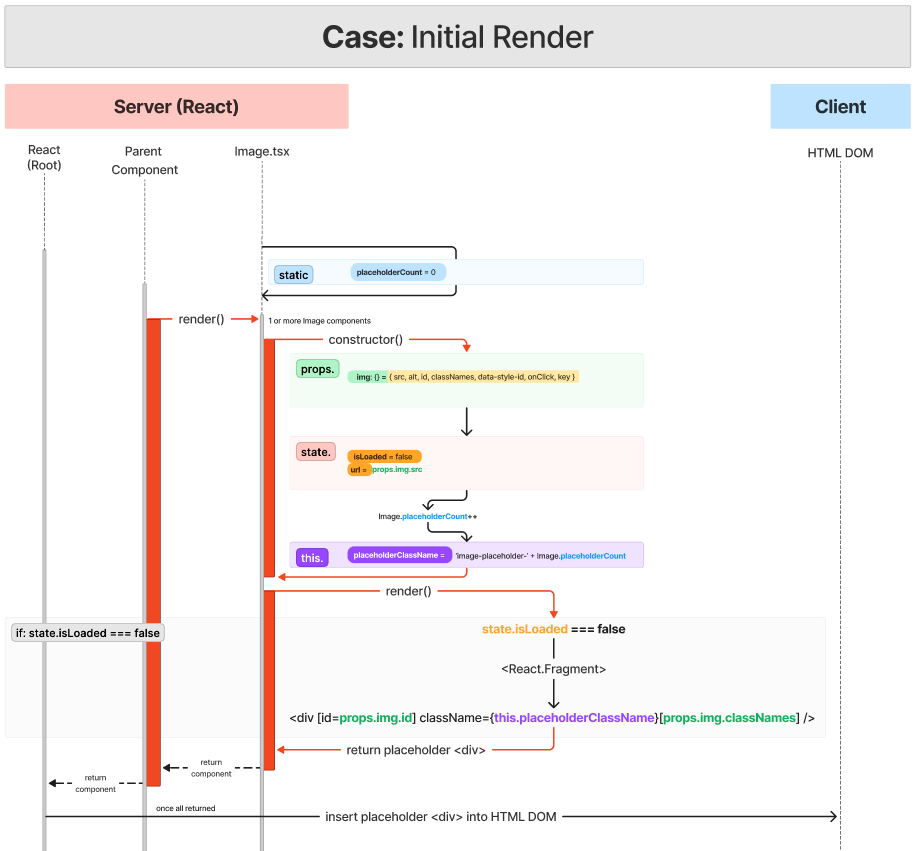 Case: Initial Render
Server (React)
Client
React
(Root)
Parent
Component
Image.tsx
HTML DOM
static
placeholderCount = 0
render()
1 or more Image components
constructor()
props.
img: {} = { src, alt, id, classNames, data-style-id, onClick, key }
state.
isLoaded = false
url = props.img.src
Image.placeholderCount++
this.
placeholderClassName = 'image-placeholder-' + Image.placeholderCount
render()
if: state.isLoaded === false
state.isLoaded === false
<React.Fragment>
<div [id=props.img.id] className={this.placeholderClassName}[props.img.classNames] />
return placeholder <div>
return
component
return
component
once all returned
insert placeholder <div> into HTML DOM